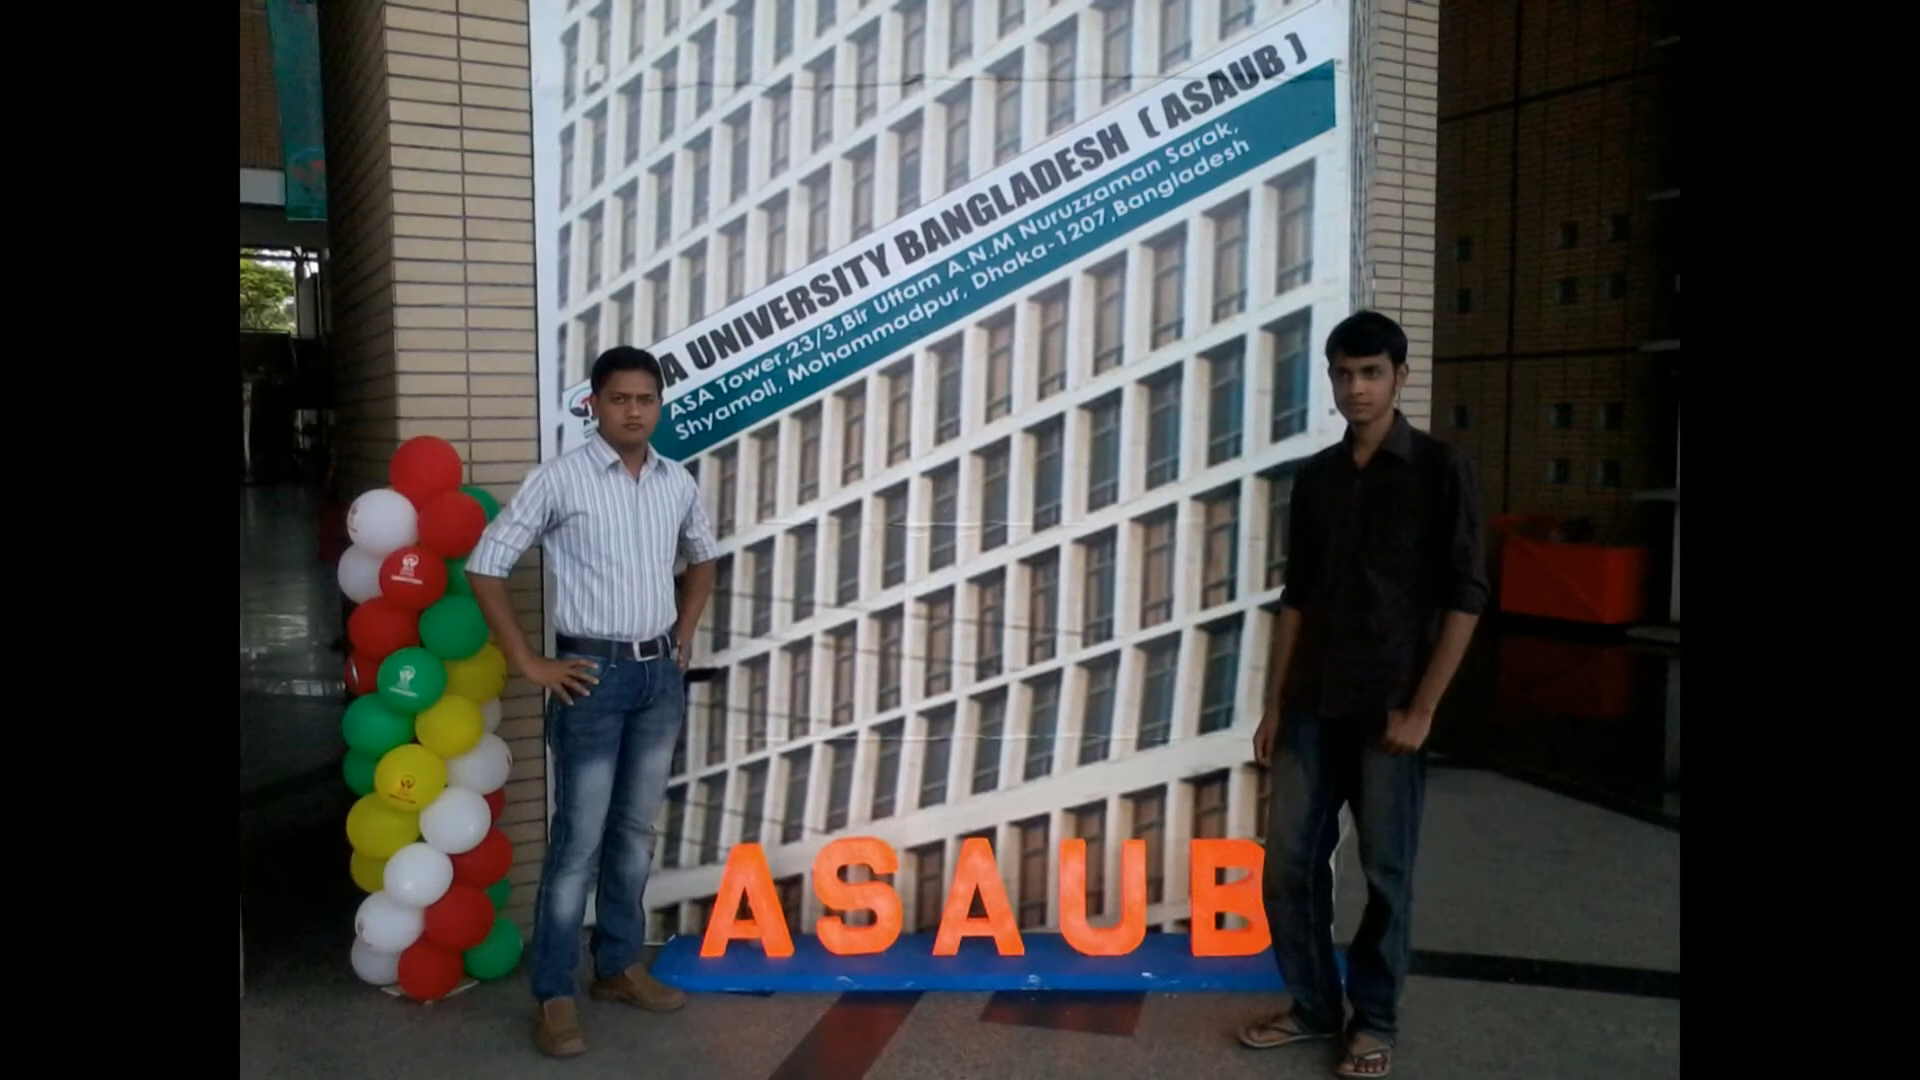 A UNIVERSITY BANGLADESH ( ASAUB )
ASA Tower,23/3,Bir Uttam A.N.M Nuruzzaman Sarak,
Shyamoli, Mohammadpur, Dhaka-1207,Bangladesh
ASAUB